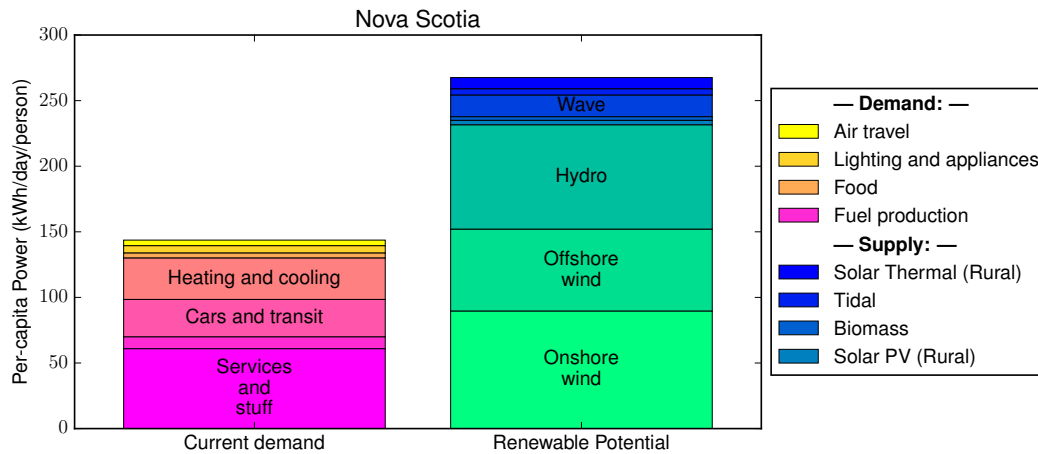 Nova Scotia
Per-capita Power (kWh/day/person)
300
250
200
150
100
50
0
Heating and cooling
Cars and transit
Services
and
stuff
Wave
Hydro
Offshore
wind
Onshore
wind
Current demand
Renewable Potential
— Demand: —
Air travel
Lighting and appliances
Food
Fuel production
— Supply: —
Solar Thermal (Rural)
Tidal
Biomass
Solar PV (Rural)